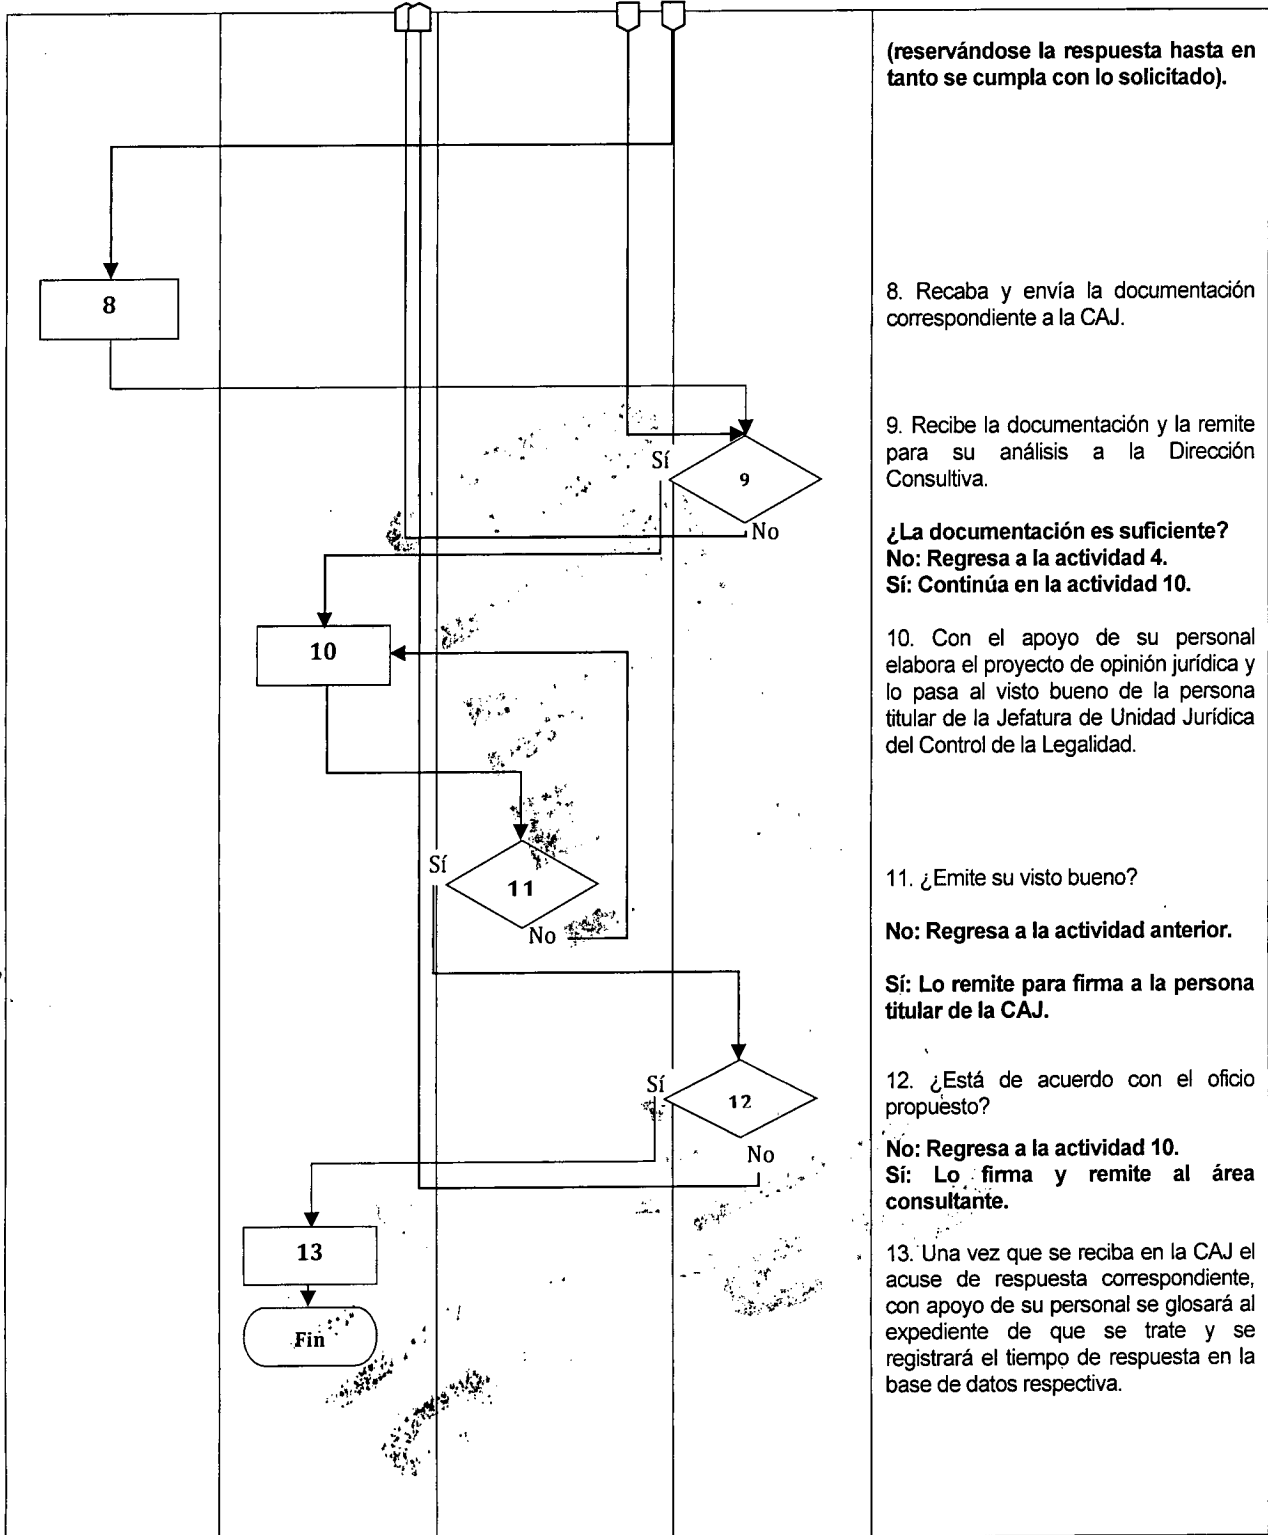 (reservándose la respuesta hasta en
tanto se cumpla con lo solicitado).
8
8. Recaba y envía la documentación
correspondiente a la CAJ.
9. Recibe la documentación y la remite
para su análisis a la Dirección
Consultiva.
Sí
9
No
¿La documentación es suficiente?
No: Regresa a la actividad 4.
Sí: Continúa en la actividad 10.
10
10. Con el apoyo de su personal
elabora el proyecto de opinión jurídica y
lo pasa al visto bueno de la persona
titular de la Jefatura de Unidad Jurídica
del Control de la Legalidad.
Sí
11
No
11. ¿Emite su visto bueno?
No: Regresa a la actividad anterior.
Sí: Lo remite para firma a la persona
titular de la CAJ.
Sí
12
No
12. ¿Está de acuerdo con el oficio
propuesto?
No: Regresa a la actividad 10.
Sí: Lo firma y remite al área
consultante.
13
13. Una vez que se reciba en la CAJ el
acuse de respuesta correspondiente,
con apoyo de su personal se glosará al
expediente de que se trate y se
registrará el tiempo de respuesta en la
base de datos respectiva.
Fin